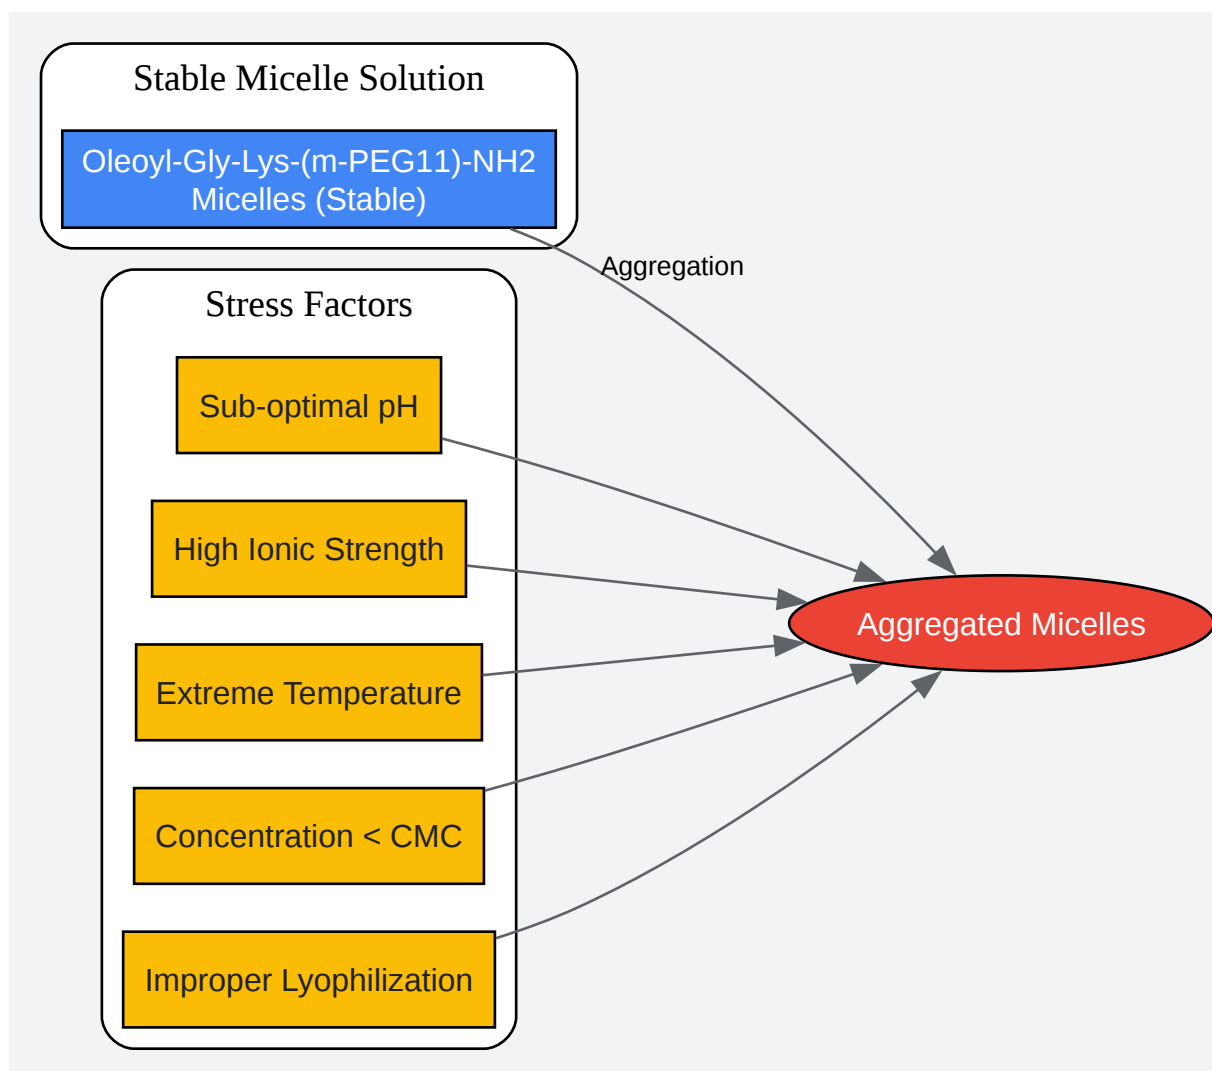 Stable Micelle Solution
Oleoyl-Gly-Lys-(m-PEG11)-NH2
Micelles (Stable)
Aggregation
Stress Factors
Sub-optimal pH
High Ionic Strength
Extreme Temperature
Concentration < CMC
Improper Lyophilization
Aggregated Micelles